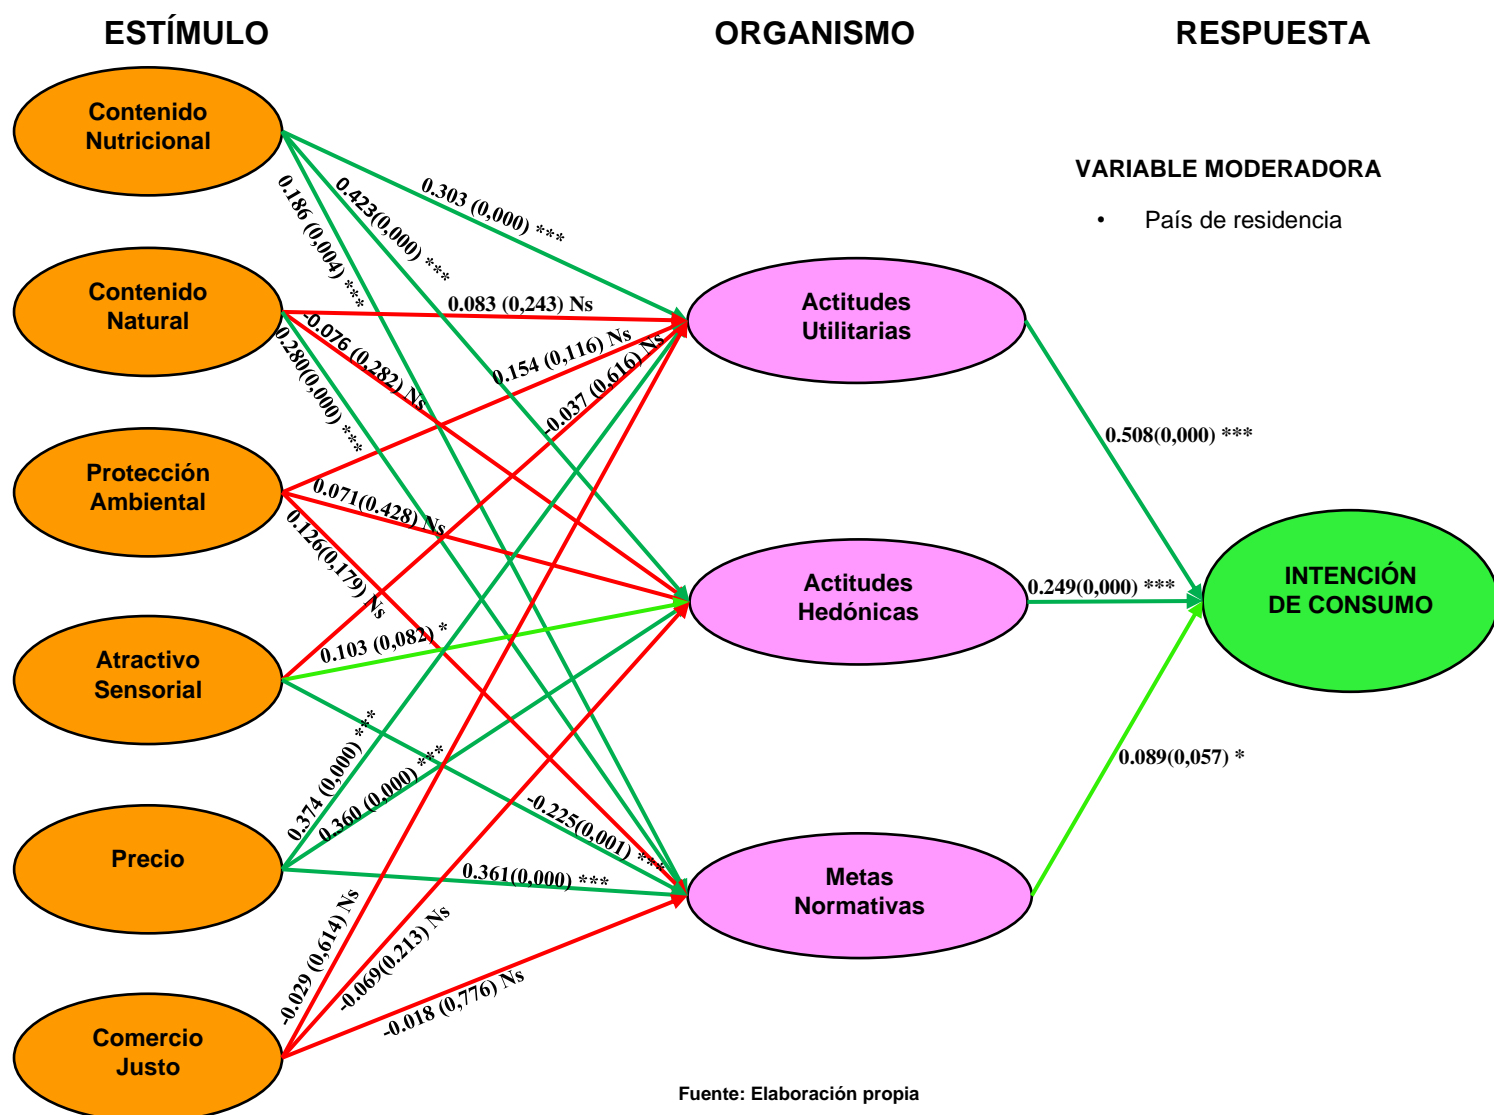 ESTÍMULO
ORGANISMO
RESPUESTA
Contenido
Nutricional
VARIABLE MODERADORA
• País de residencia
0.303 (0,000) ***
0.423(0,000) ***
0.186 (0,004) ***
Contenido
Natural
Actitudes
Utilitarias
0.083 (0,243) Ns
-0.076 (0,282) Ns
0.280(0,000) ***
0.154 (0,116) Ns
-0.037 (0,616) Ns
0.508(0,000) ***
Protección
Ambiental
0.071(0.428) Ns
0.126(0,179) Ns
Actitudes
Hedónicas
0.249(0,000) ***
INTENCIÓN
DE CONSUMO
Atractivo
Sensorial
0.103 (0,082) *
0.374 (0,000) ***
0.360 (0,000) ***
-0.225(0,001) ***
0.089(0,057) *
Precio
0.361(0,000) ***
Metas
Normativas
-0.029 (0,614) Ns
-0.069(0.213) Ns
-0.018 (0,776) Ns
Comercio
Justo
Fuente: Elaboración propia